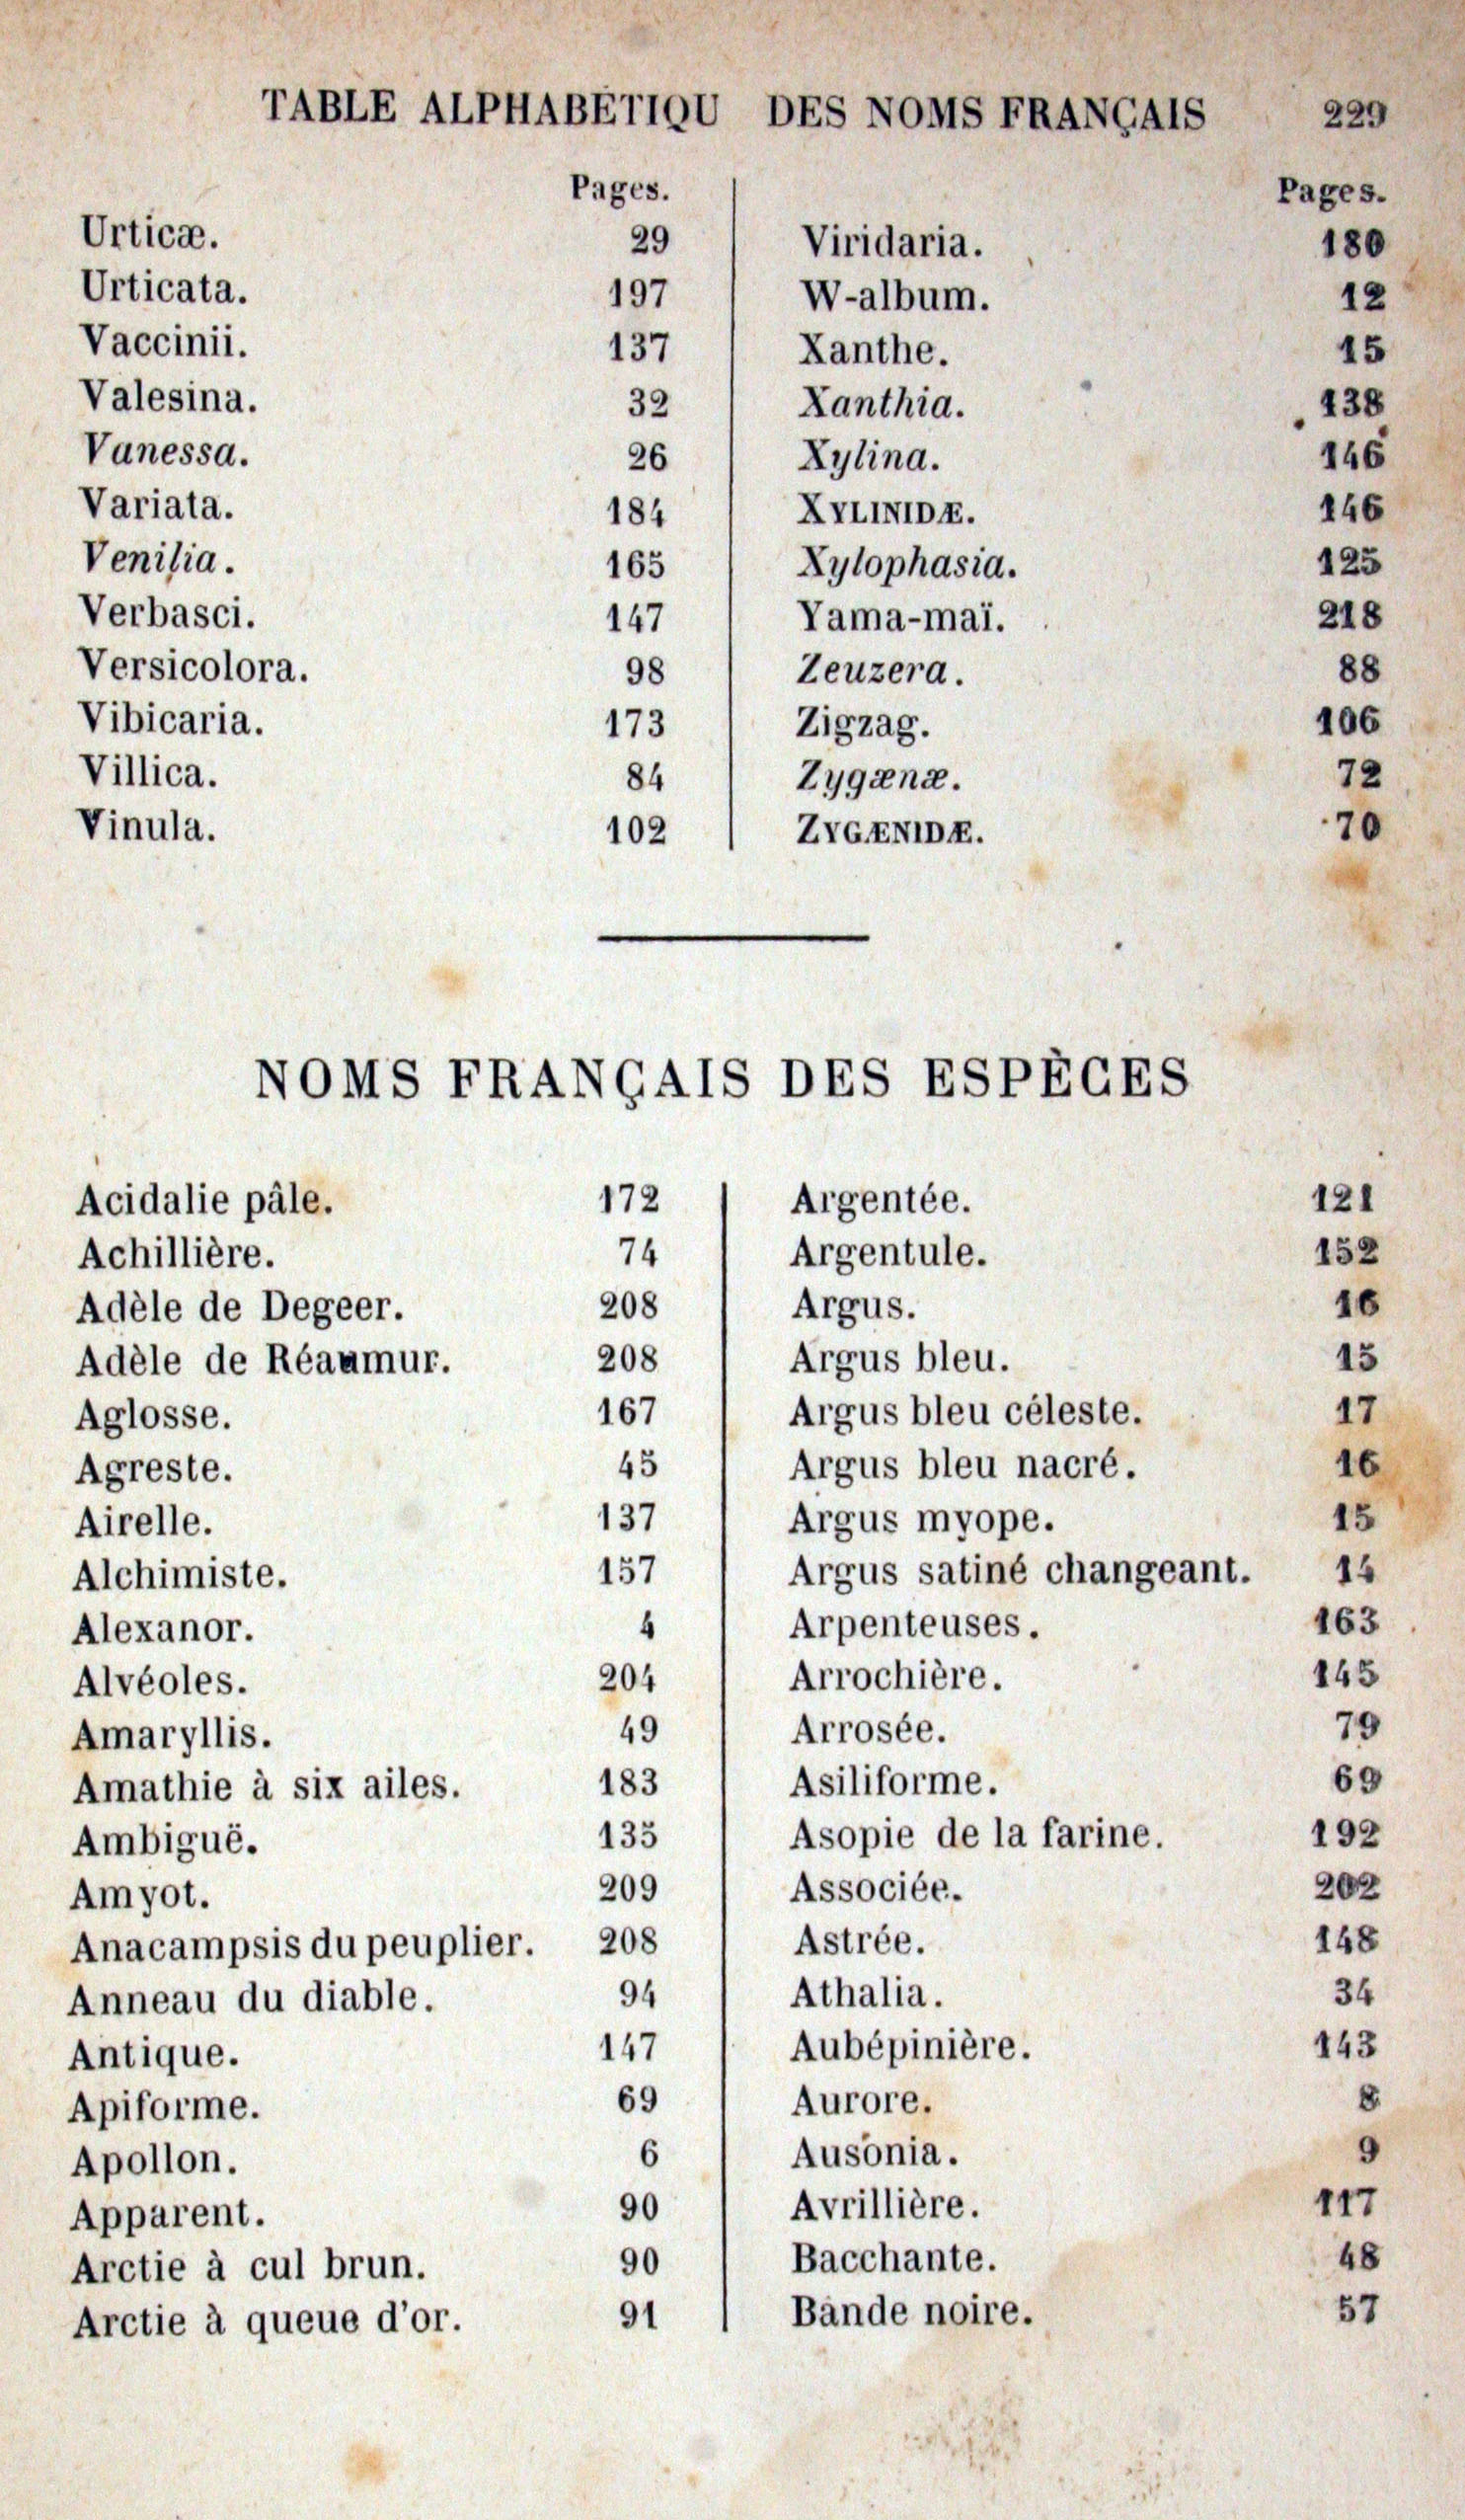 TABLE ALPHABÉTIQU DES NOMS FRANÇAIS 229
Pages.
Urticæ. 29
Urticata. 197
Vaccinii. 137
Valesina. 32
Vanessa. 26
Variata. 184
Venilia. 165
Verbasci. 147
Versicolora. 98
Vibicaria. 173
Villica. 84
Vinula. 102
Pages.
Viridaria. 180
W-album. 12
Xanthe. 15
Xanthia. 138
Xylina. 146
XYLINIDÆ. 146
Xylophasia. 125
Yama-maï. 218
Zeuzera. 88
Zigzag. 106
Zygænæ. 72
ZYGÆNIDÆ. 70
NOMS FRANÇAIS DES ESPÈCES
Acidalie pâle. 172
Achillière. 74
Adèle de Degeer. 208
Adèle de Réaumur. 208
Aglosse. 167
Agreste. 45
Airelle. 137
Alchimiste. 157
Alexanor. 4
Alvéoles. 204
Amaryllis. 49
Amathie à six ailes. 183
Ambiguë. 135
Amyot. 209
Anacampsis du peuplier. 208
Anneau du diable. 94
Antique. 147
Apiforme. 69
Apollon. 6
Apparent. 90
Arctie à cul brun. 90
Arctie à queue d'or. 91
Argentée. 121
Argentule. 152
Argus. 16
Argus bleu. 15
Argus bleu céleste. 17
Argus bleu nacré. 16
Argus myope. 15
Argus satiné changeant. 14
Arpenteuses. 163
Arrochière. 145
Arrosée. 79
Asiliforme. 69
Asopie de la farine. 192
Associée. 202
Astrée. 148
Athalia. 34
Aubépinière. 143
Aurore. 8
Ausonia. 9
Avrillière. 117
Bacchante. 48
Bande noire. 57